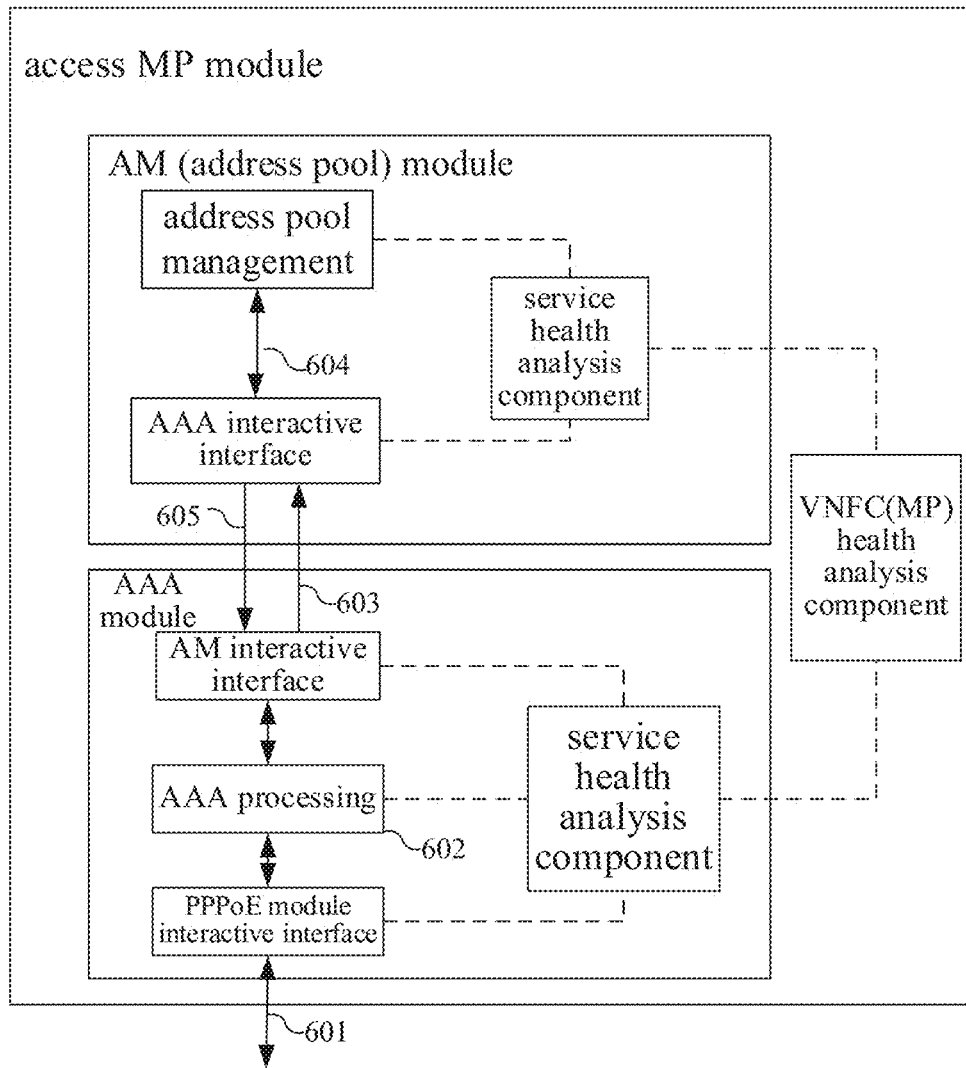 access MP module
AM (address pool) module
address pool
management
service
health
analysis
component
604
AAA interactive
interface
605
603
VNFC(MP)
health
analysis
component
AAA
module
AM interactive
interface
service
health
analysis
component
AAA processing
602
PPPoE module
interactive interface
601